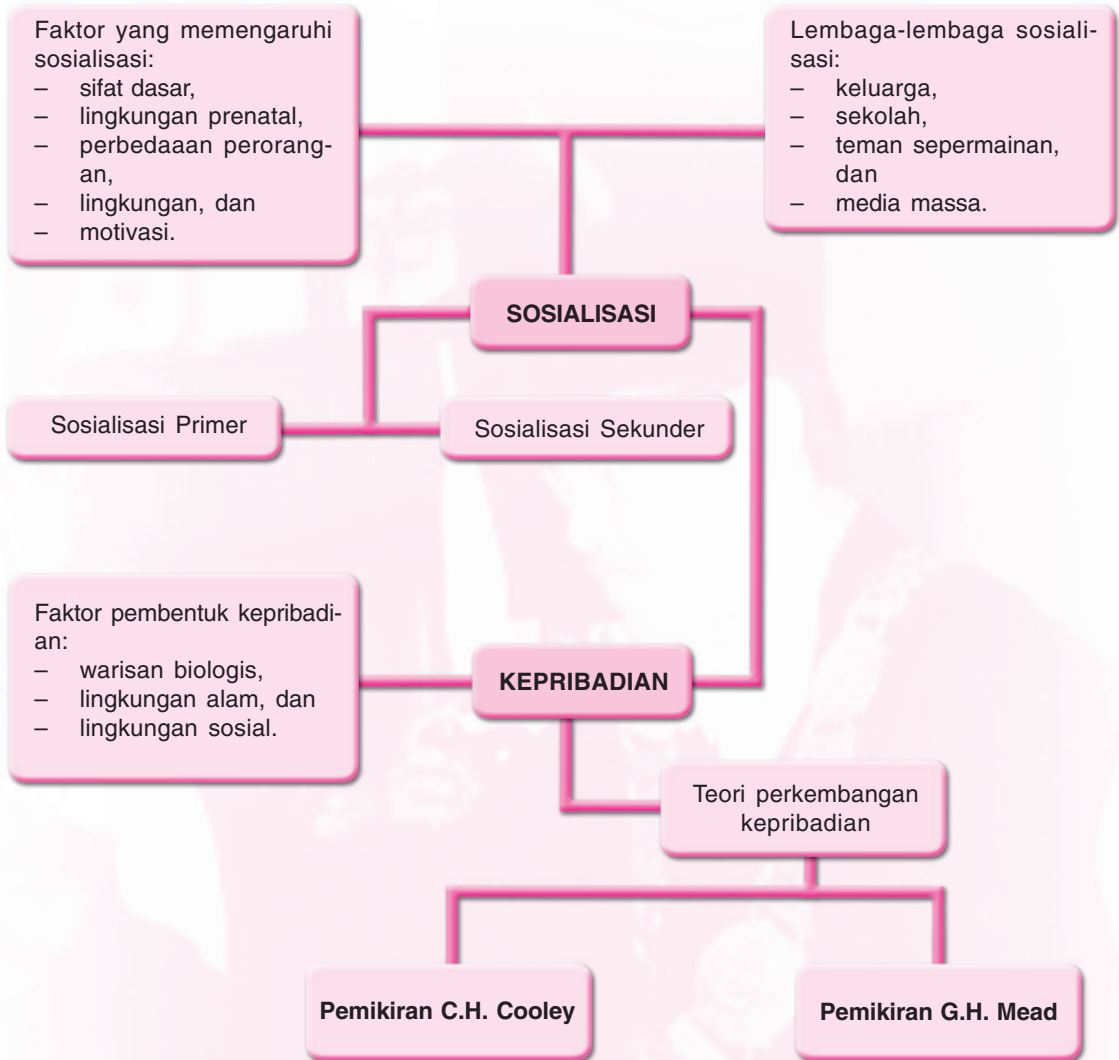 Faktor yang memengaruhi
sosialisasi:
– sifat dasar,
– lingkungan prenatal,
– perbedaaan perorang-
an,
– lingkungan, dan
– motivasi.
Lembaga-lembaga sosiali-
sasi:
– keluarga,
– sekolah,
– teman sepermainan,
dan
– media massa.
SOSIALISASI
Sosialisasi Primer
Sosialisasi Sekunder
Faktor pembentuk kepribadi-
an:
– warisan biologis,
– lingkungan alam, dan
– lingkungan sosial.
KEPRIBADIAN
Teori perkembangan
kepribadian
Pemikiran C.H. Cooley
Pemikiran G.H. Mead